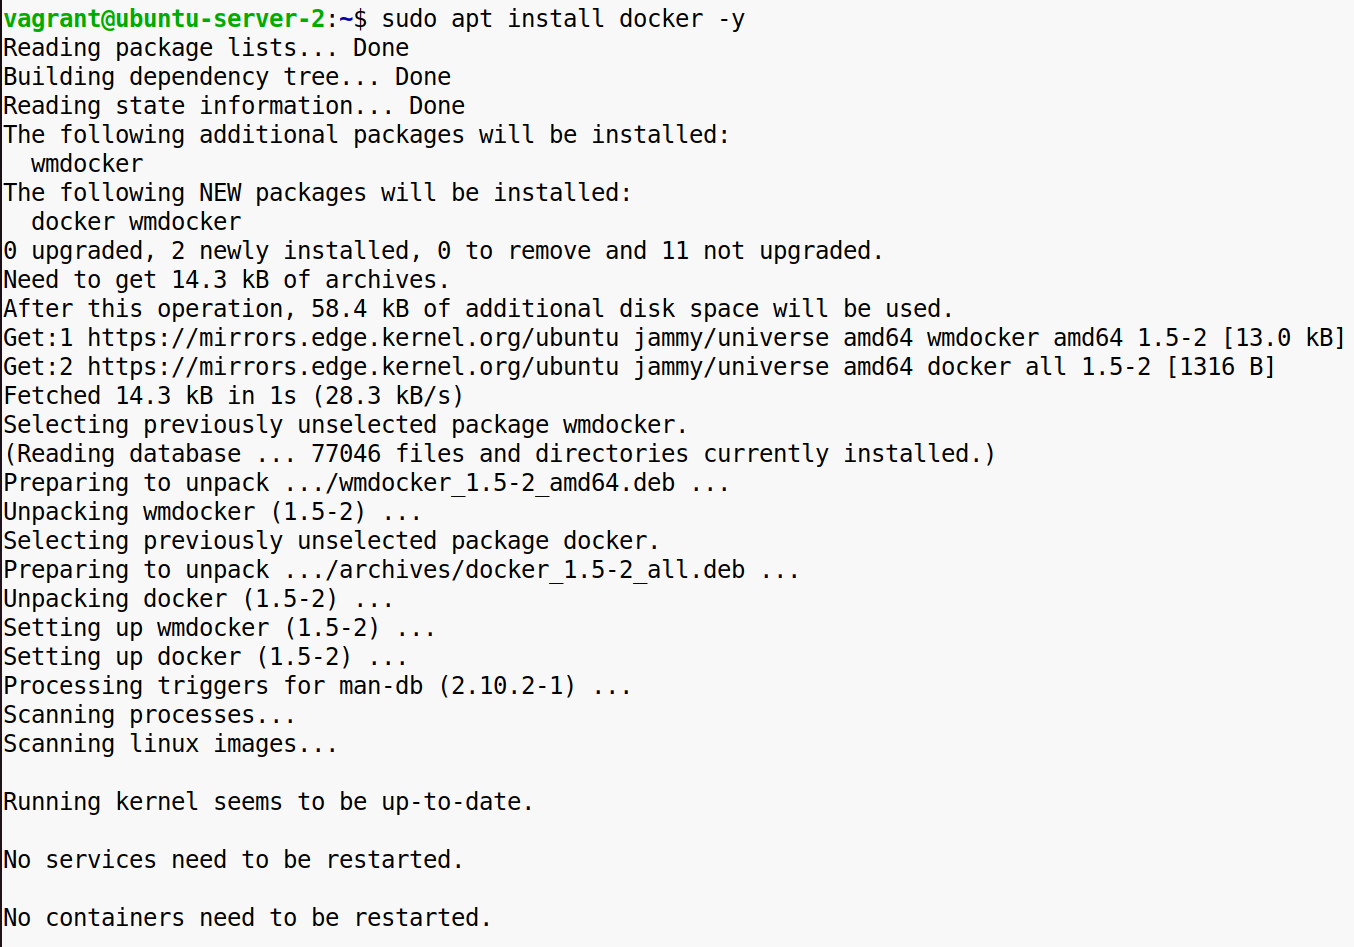 vagrant@ubuntu-server-2:~$ sudo apt install docker -y
Reading package lists... Done
Building dependency tree... Done
Reading state information... Done
The following additional packages will be installed:
  wmdocker
The following NEW packages will be installed:
  docker wmdocker
0 upgraded, 2 newly installed, 0 to remove and 11 not upgraded.
Need to get 14.3 kB of archives.
After this operation, 58.4 kB of additional disk space will be used.
Get:1 https://mirrors.edge.kernel.org/ubuntu jammy/universe amd64 wmdocker amd64 1.5-2 [13.0 kB]
Get:2 https://mirrors.edge.kernel.org/ubuntu jammy/universe amd64 docker all 1.5-2 [1316 B]
Fetched 14.3 kB in 1s (28.3 kB/s)
Selecting previously unselected package wmdocker.
(Reading database ... 77046 files and directories currently installed.)
Preparing to unpack .../wmdocker_1.5-2_amd64.deb ...
Unpacking wmdocker (1.5-2) ...
Selecting previously unselected package docker.
Preparing to unpack .../archives/docker_1.5-2_all.deb ...
Unpacking docker (1.5-2) ...
Setting up wmdocker (1.5-2) ...
Setting up docker (1.5-2) ...
Processing triggers for man-db (2.10.2-1) ...
Scanning processes...
Scanning linux images...

Running kernel seems to be up-to-date.

No services need to be restarted.

No containers need to be restarted.